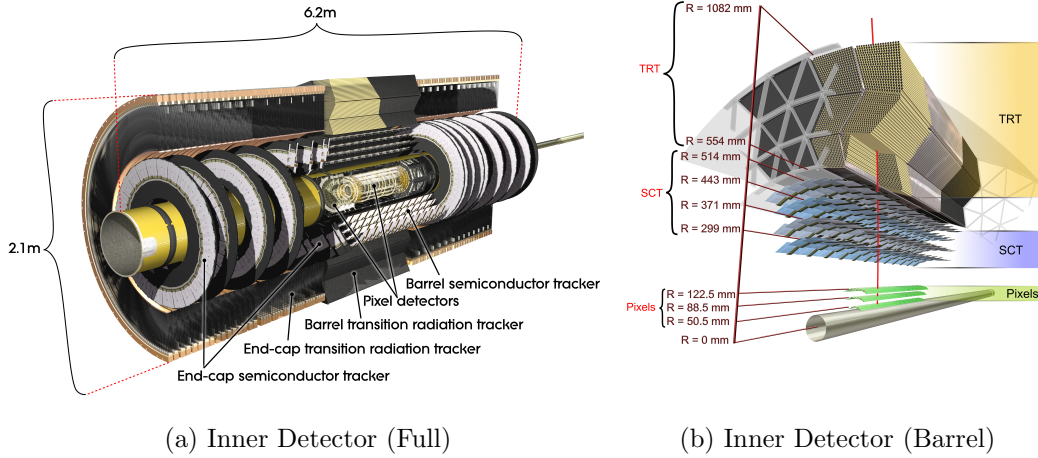 6.2m
2.1m
Barrel semiconductor tracker
Pixel detectors
Barrel transition radiation tracker
End-cap transition radiation tracker
End-cap semiconductor tracker
(a) Inner Detector (Full)
R = 1082 mm
TRT
R = 554 mm
R = 514 mm
R = 443 mm
SCT
R = 371 mm
R = 299 mm
R = 122.5 mm
Pixels
R = 88.5 mm
R = 50.5 mm
R = 0 mm
TRT
SCT
Pixels
(b) Inner Detector (Barrel)